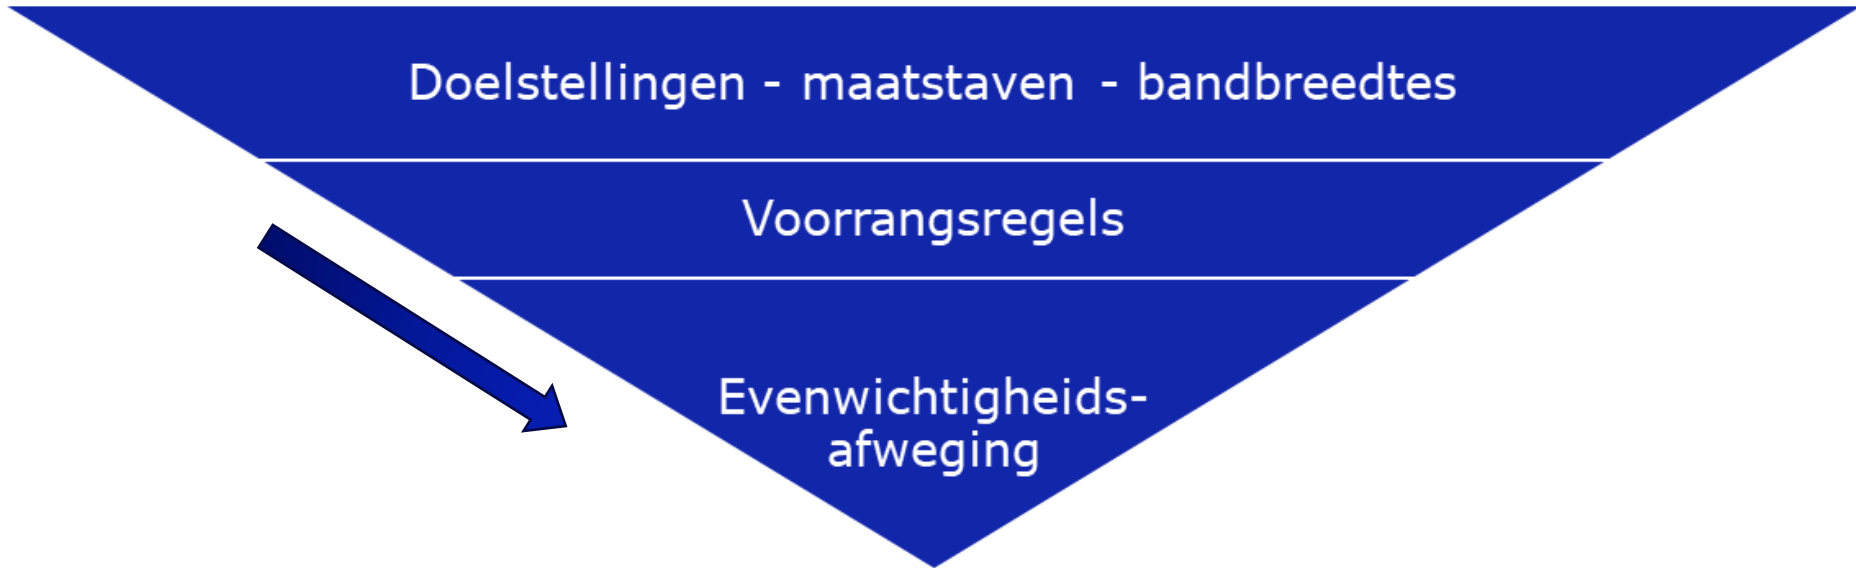 Doelstellingen - maatstaven - bandbreedtes
Voorrangsregels
Evenwichtigheids-
afweging